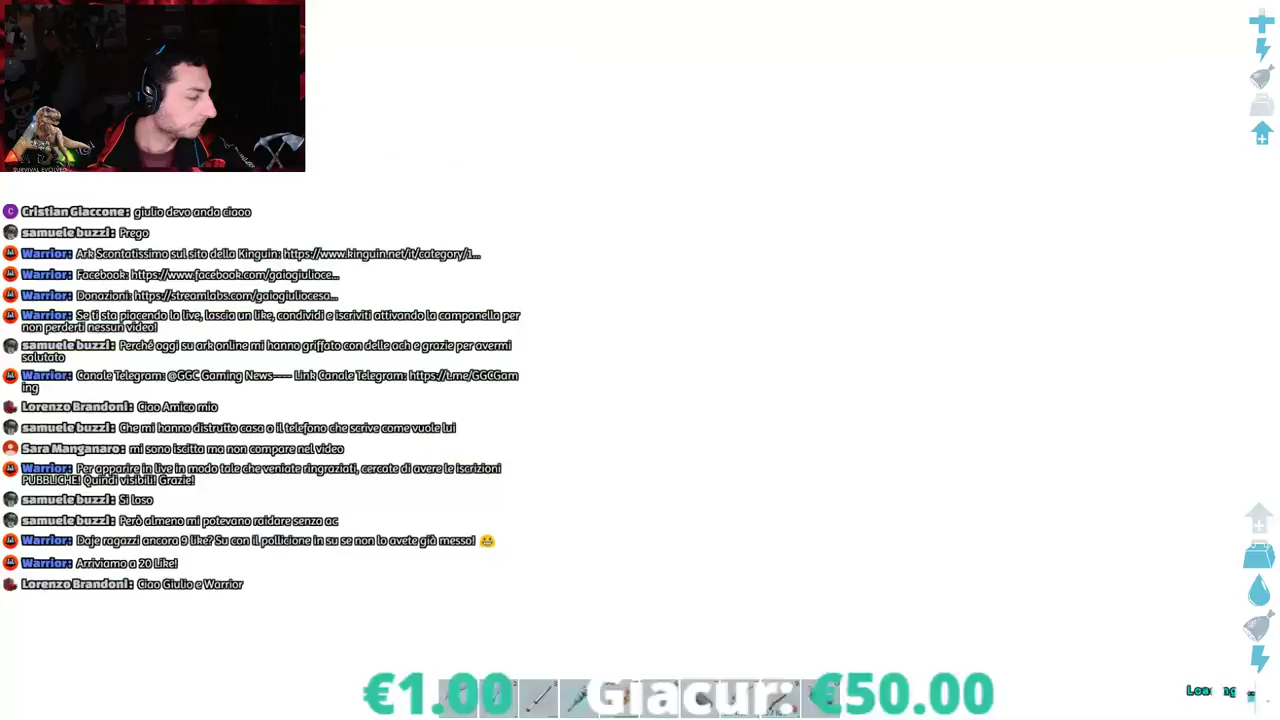 SURVIVAL EVOLVED
Cristian Giaccone: giulio devo anda ciaoo
samuele buzzi: Prego
Warrior: Ark Scontatissimo sul sito della Kinguin: https://www.kinguin.net/it/category/1...
Warrior: Facebook: https://www.facebook.com/gaiogiulioce...
Warrior: Donazioni: https://streamlabs.com/gaiogiuliocesa...
Warrior: Se ti sta piacendo la live, lascia un like, condividi e iscriviti attivando la campanella per
non perderti nessun video!
samuele buzzi: Perché oggi su ark online mi hanno griffato con delle ach e grazie per avermi
salutato
Warrior: Canale Telegram: @GGC Gaming News---- Link Canale Telegram: https://t.me/GGCGam
ing
Lorenzo Brandoni: Ciao Amico mio
samuele buzzi: Che mi hanno distrutto casa o il telefono che scrive come vuole lui
Sara Manganaro: mi sono iscitta ma non compare nel video
Warrior: Per apparire in live in modo tale che veniate ringraziati, cercate di avere le iscrizioni
PUBBLICHE! Quindi visibili! Grazie!
samuele buzzi: Si loso
samuele buzzi: Però almeno mi potevano raidare senza ac
Warrior: Daje ragazzi ancora 9 like? Su con il pollicione in su se non lo avete già messo!
Warrior: Arriviamo a 20 Like!
Lorenzo Brandoni: Ciao Giulio e Warrior
€1.00 Giacur: €50.00